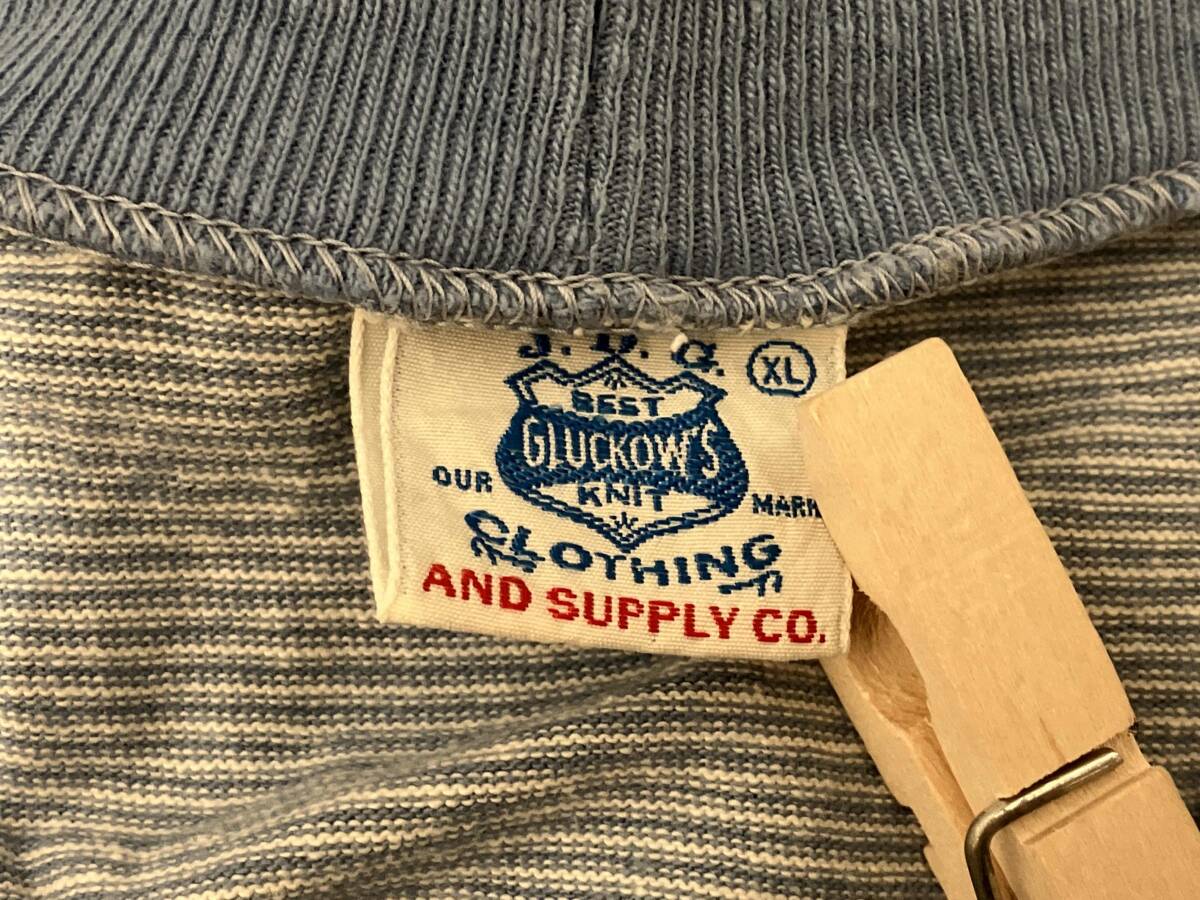 J. D. G.
XL
BEST
GLUCKOW'S
OUR
KNIT
MARK
CLOTHING
AND SUPPLY CO.